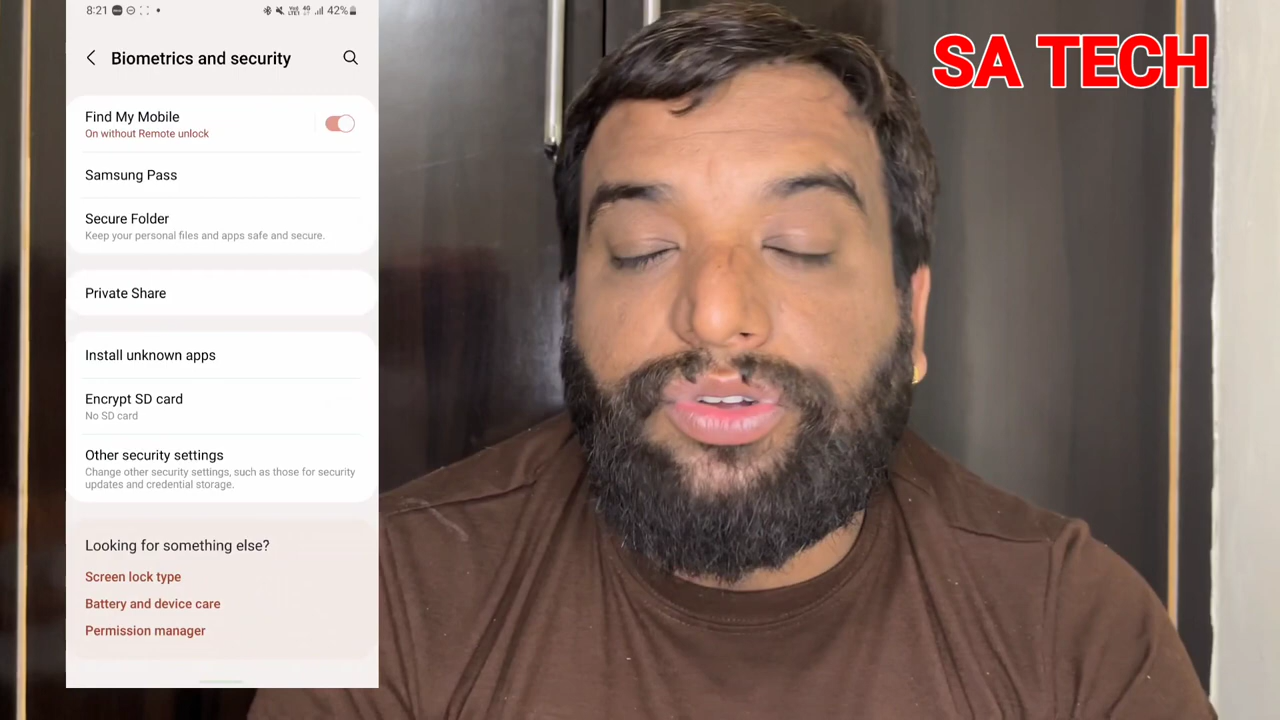 8:21
42%
Biometrics and security
SA TECH
Find My Mobile
On without Remote unlock
Samsung Pass
Secure Folder
Keep your personal files and apps safe and secure.
Private Share
Install unknown apps
Encrypt SD card
No SD card
Other security settings
Change other security settings, such as those for security
updates and credential storage.
Looking for something else?
Screen lock type
Battery and device care
Permission manager